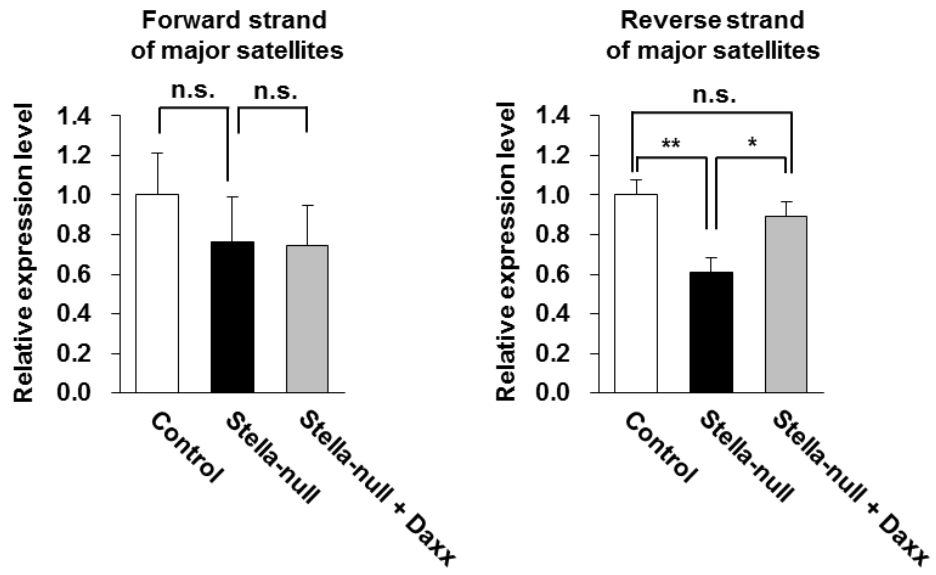 Forward strand
of major satellites
n.s.
n.s.
Relative expression level
1.4
1.2
1.0
0.8
0.6
0.4
0.2
0.0
Control
Stella-null
Stella-null + Daxx
Reverse strand
of major satellites
n.s.
**
*
Relative expression level
1.4
1.2
1.0
0.8
0.6
0.4
0.2
0.0
Control
Stella-null
Stella-null + Daxx